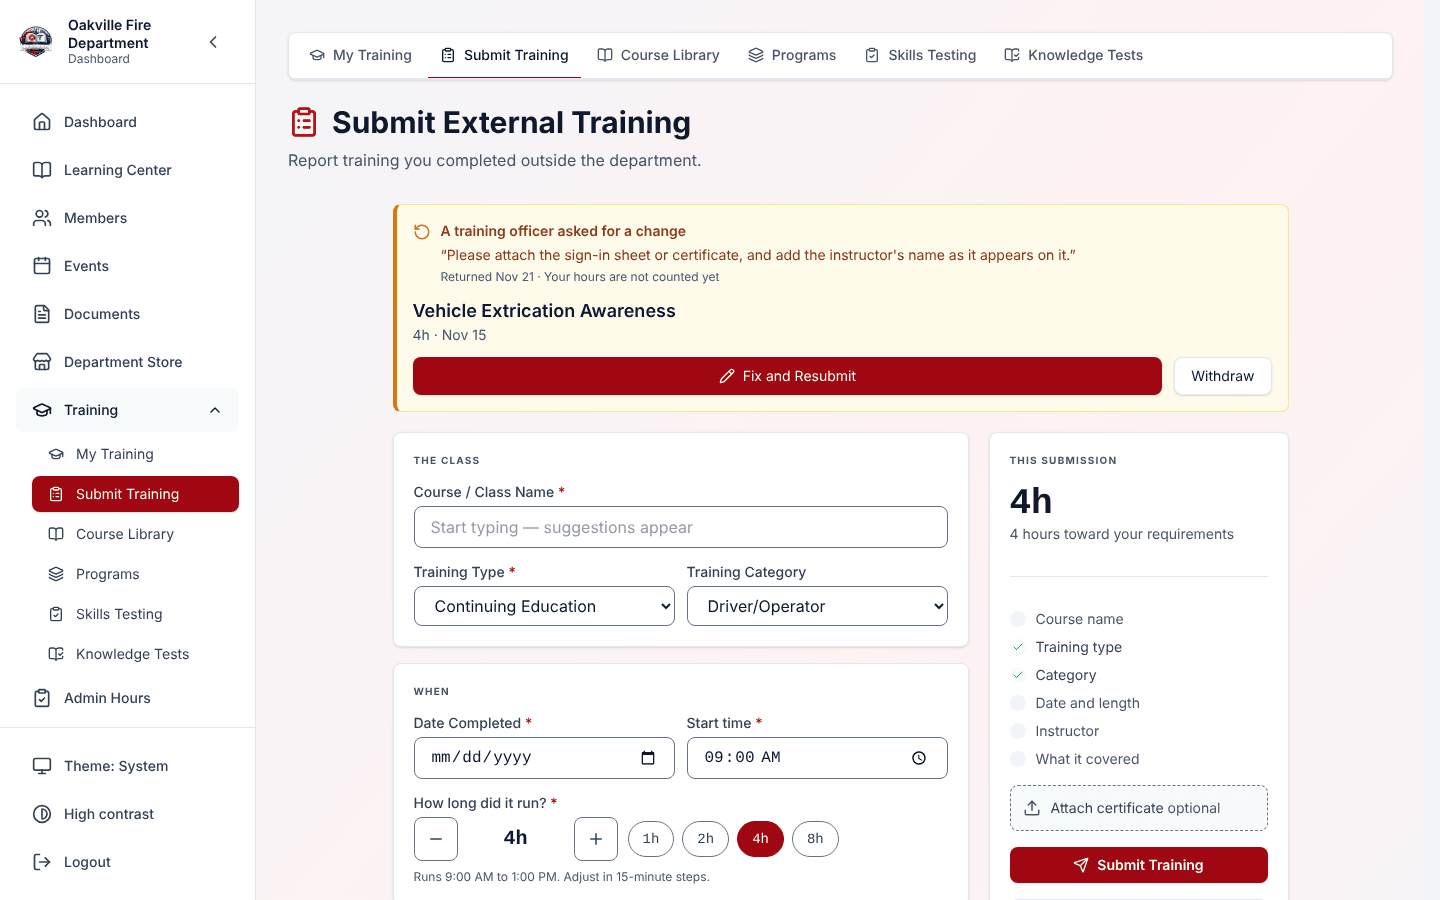 Oakville Fire
Department
Dashboard
Dashboard
Learning Center
Members
Events
Documents
Department Store
Training
My Training
Submit Training
Course Library
Programs
Skills Testing
Knowledge Tests
Admin Hours
Theme: System
High contrast
Logout
My Training
Submit Training
Course Library
Programs
Skills Testing
Knowledge Tests
Submit External Training
Report training you completed outside the department.
A training officer asked for a change
“Please attach the sign-in sheet or certificate, and add the instructor's name as it appears on it.”
Returned Nov 21 · Your hours are not counted yet
Vehicle Extrication Awareness
4h · Nov 15
Fix and Resubmit
Withdraw
THE CLASS
Course / Class Name *
Start typing — suggestions appear
Training Type *
Training Category
Continuing Education
Driver/Operator
WHEN
Date Completed *
Start time *
mm/dd/yyyy
09:00 AM
How long did it run? *
4h
1h
2h
4h
8h
Runs 9:00 AM to 1:00 PM. Adjust in 15-minute steps.
THIS SUBMISSION
4h
4 hours toward your requirements
Course name
Training type
Category
Date and length
Instructor
What it covered
Attach certificate optional
Submit Training